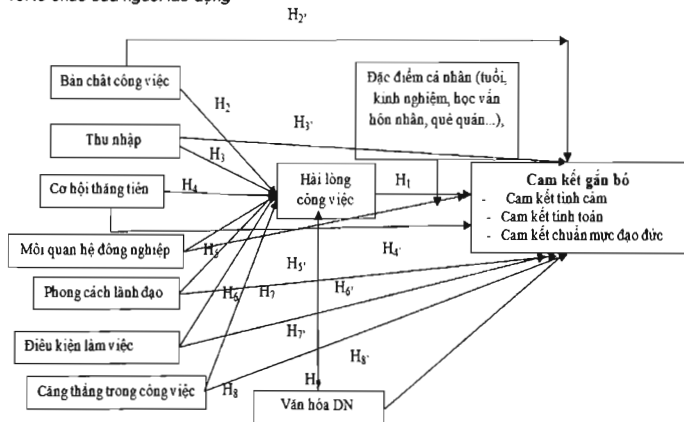 H2'
Bản chất công việc
Đặc điểm cá nhân (tuổi,
kinh nghiệm, học vấn
hôn nhân, quê quán...),
H2
Thu nhập
H3'
H3
Cơ hội thăng tiến
H4
Hài lòng
công việc
H1
Cam kết gắn bó
- Cam kết tình cảm
- Cam kết tính toán
- Cam kết chuẩn mực đạo đức
Mối quan hệ đồng nghiệp
H5
H4'
H5'
Phong cách lãnh đạo
H6
H7
H6'
Điều kiện làm việc
H7'
H8'
Căng thẳng trong công việc
H8
Văn hóa DN